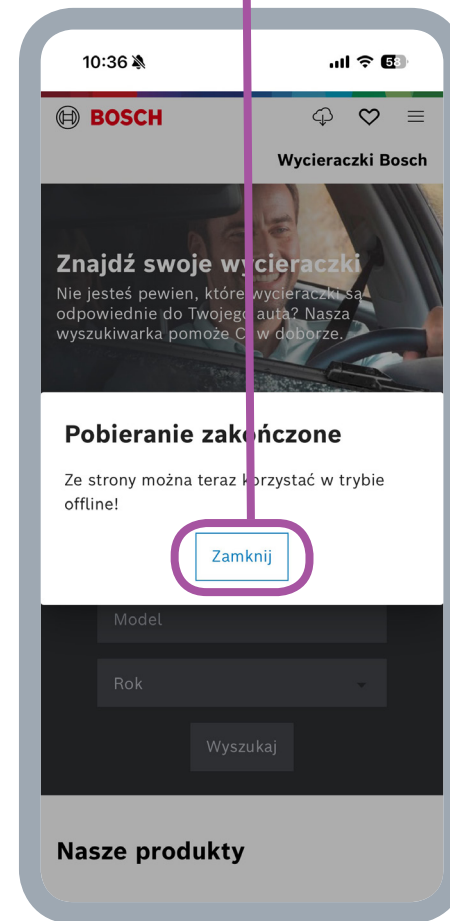 10:36
58
BOSCH
Wycieraczki Bosch
Znajdź swoje wycieraczki
Nie jesteś pewien, które wycieraczki są
odpowiednie do Twojego auta? Nasza
wyszukiwarka pomoże Ci w doborze.
Pobieranie zakończone
Ze strony można teraz korzystać w trybie
offline!
Zamknij
Model
Rok
Wyszukaj
Nasze produkty